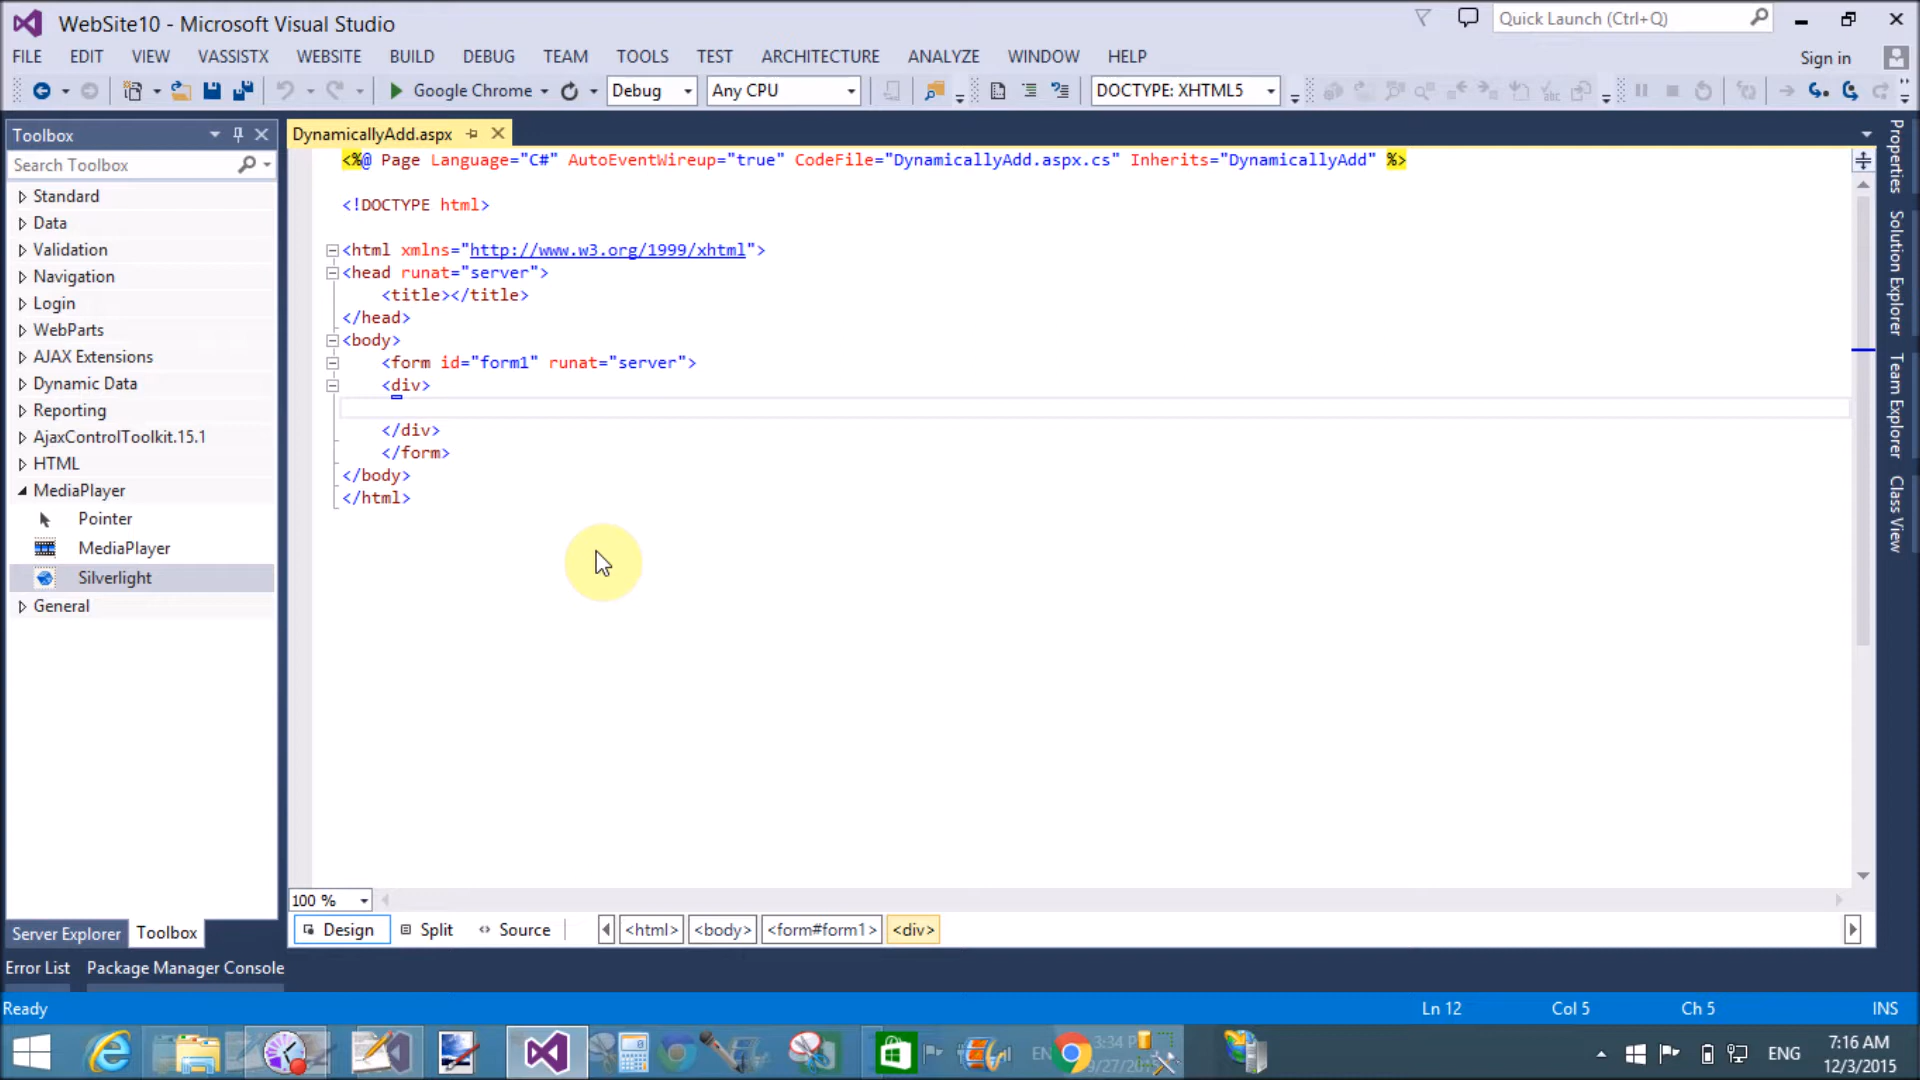 WebSite10 - Microsoft Visual Studio
Quick Launch (Ctrl+Q)
FILE EDIT VIEW VASSISTX WEBSITE BUILD DEBUG TEAM TOOLS TEST ARCHITECTURE ANALYZE WINDOW HELP
Sign in
Google Chrome Debug Any CPU DOCTYPE: XHTML5
Toolbox
Search Toolbox
Standard
Data
Validation
Navigation
Login
WebParts
AJAX Extensions
Dynamic Data
Reporting
AjaxControlToolkit.15.1
HTML
MediaPlayer
Pointer
MediaPlayer
Silverlight
General
Server Explorer Toolbox
DynamicallyAdd.aspx
<%@ Page Language="C#" AutoEventWireup="true" CodeFile="DynamicallyAdd.aspx.cs" Inherits="DynamicallyAdd" %>
<!DOCTYPE html>
<html xmlns="http://www.w3.org/1999/xhtml">
<head runat="server">
<title></title>
</head>
<body>
<form id="form1" runat="server">
<div>
</div>
</form>
</body>
</html>
100 %
Design Split Source <html> <body> <form#form1> <div>
Properties
Solution Explorer
Team Explorer
Class View
Error List Package Manager Console
Ready Ln 12 Col 5 Ch 5 INS
ENG
7:16 AM
12/3/2015